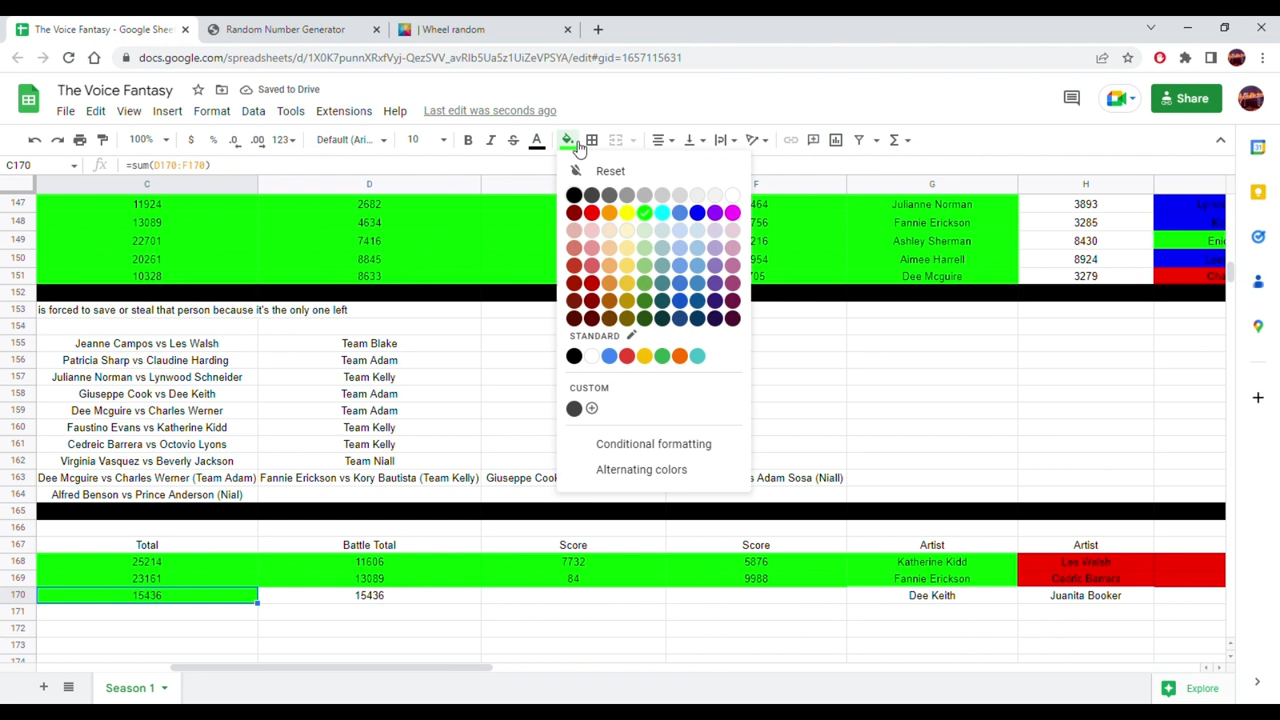 The Voice Fantasy - Google Shee
Random Number Generator
| Wheel random
docs.google.com/spreadsheets/d/1X0K7punnXRxfVyj-QezSVV_avRIb5Ua5z1UiZeVPSYA/edit#gid=1657115631
The Voice Fantasy
Saved to Drive
File Edit View Insert Format Data Tools Extensions Help Last edit was seconds ago
Share
100% $ % .0 .00 123 Default (Ari... 10 B I S A
C170 fx =sum(D170:F170)
Reset
C D F G H
147 11924 2682 464 Julianne Norman 3893
148 13089 4634 756 Fannie Erickson 3285
149 22701 7416 216 Ashley Sherman 8430
150 20261 8845 954 Aimee Harrell 8924
151 10328 8633 705 Dee Mcguire 3279
152
153 is forced to save or steal that person because it's the only one left
154
155 Jeanne Campos vs Les Walsh Team Blake
156 Patricia Sharp vs Claudine Harding Team Adam
157 Julianne Norman vs Lynwood Schneider Team Kelly
158 Giuseppe Cook vs Dee Keith Team Adam
159 Dee Mcguire vs Charles Werner Team Adam
160 Faustino Evans vs Katherine Kidd Team Kelly
161 Cedreic Barrera vs Octovio Lyons Team Kelly
162 Virginia Vasquez vs Beverly Jackson Team Niall
163 Dee Mcguire vs Charles Werner (Team Adam) Fannie Erickson vs Kory Bautista (Team Kelly) Giuseppe Cook s Adam Sosa (Niall)
164 Alfred Benson vs Prince Anderson (Nial)
165
166
167 Total Battle Total Score Score Artist Artist
168 25214 11606 7732 5876 Katherine Kidd Les Walsh
169 23161 13089 84 9988 Fannie Erickson Cedric Barrera
170 15436 15436 Dee Keith Juanita Booker
171
172
173
174
STANDARD
CUSTOM
Conditional formatting
Alternating colors
Season 1
Explore